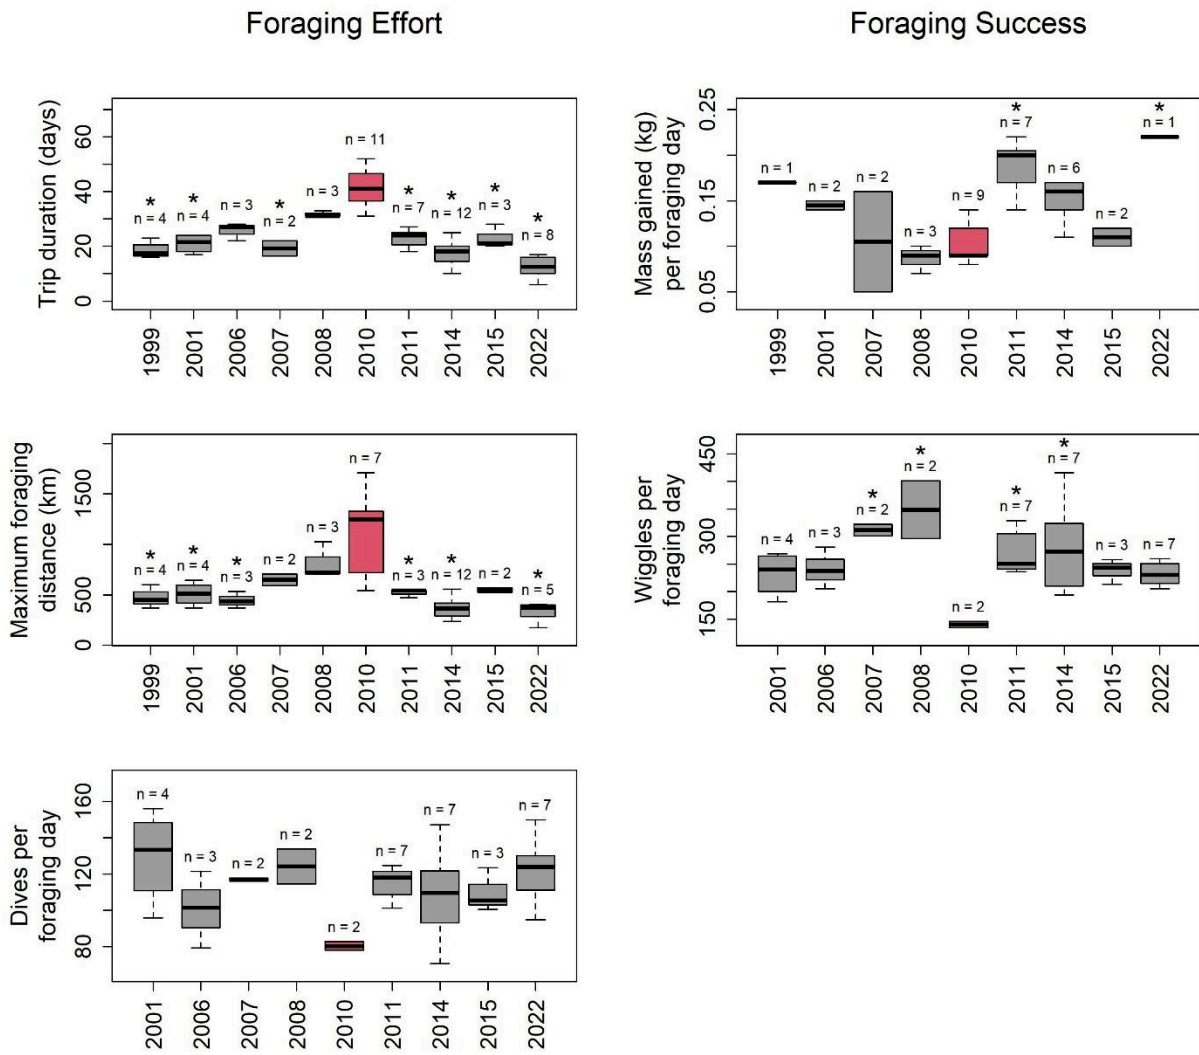 Foraging Effort
Foraging Success
Trip duration (days)
0 20 40 60
* n = 4
* n = 4
n = 3
* n = 2
n = 3
n = 11
* n = 7
* n = 12
* n = 3
* n = 8
1999 2001 2006 2007 2008 2010 2011 2014 2015 2022
Mass gained (kg)
per foraging day
0.05 0.15 0.25
n = 1
n = 2
n = 2
n = 3
n = 9
* n = 7
n = 6
n = 2
* n = 1
1999 2001 2007 2008 2010 2011 2014 2015 2022
Maximum foraging
distance (km)
0 500 1500
* n = 4
* n = 4
* n = 3
n = 2
n = 3
n = 7
* n = 3
* n = 12
n = 2
* n = 5
1999 2001 2006 2007 2008 2010 2011 2014 2015 2022
Wiggles per
foraging day
150 300 450
n = 4
n = 3
* n = 2
* n = 2
n = 2
* n = 7
* n = 7
n = 3
n = 7
2001 2006 2007 2008 2010 2011 2014 2015 2022
Dives per
foraging day
80 120 160
n = 4
n = 3
n = 2
n = 2
n = 2
n = 7
n = 7
n = 3
n = 7
2001 2006 2007 2008 2010 2011 2014 2015 2022